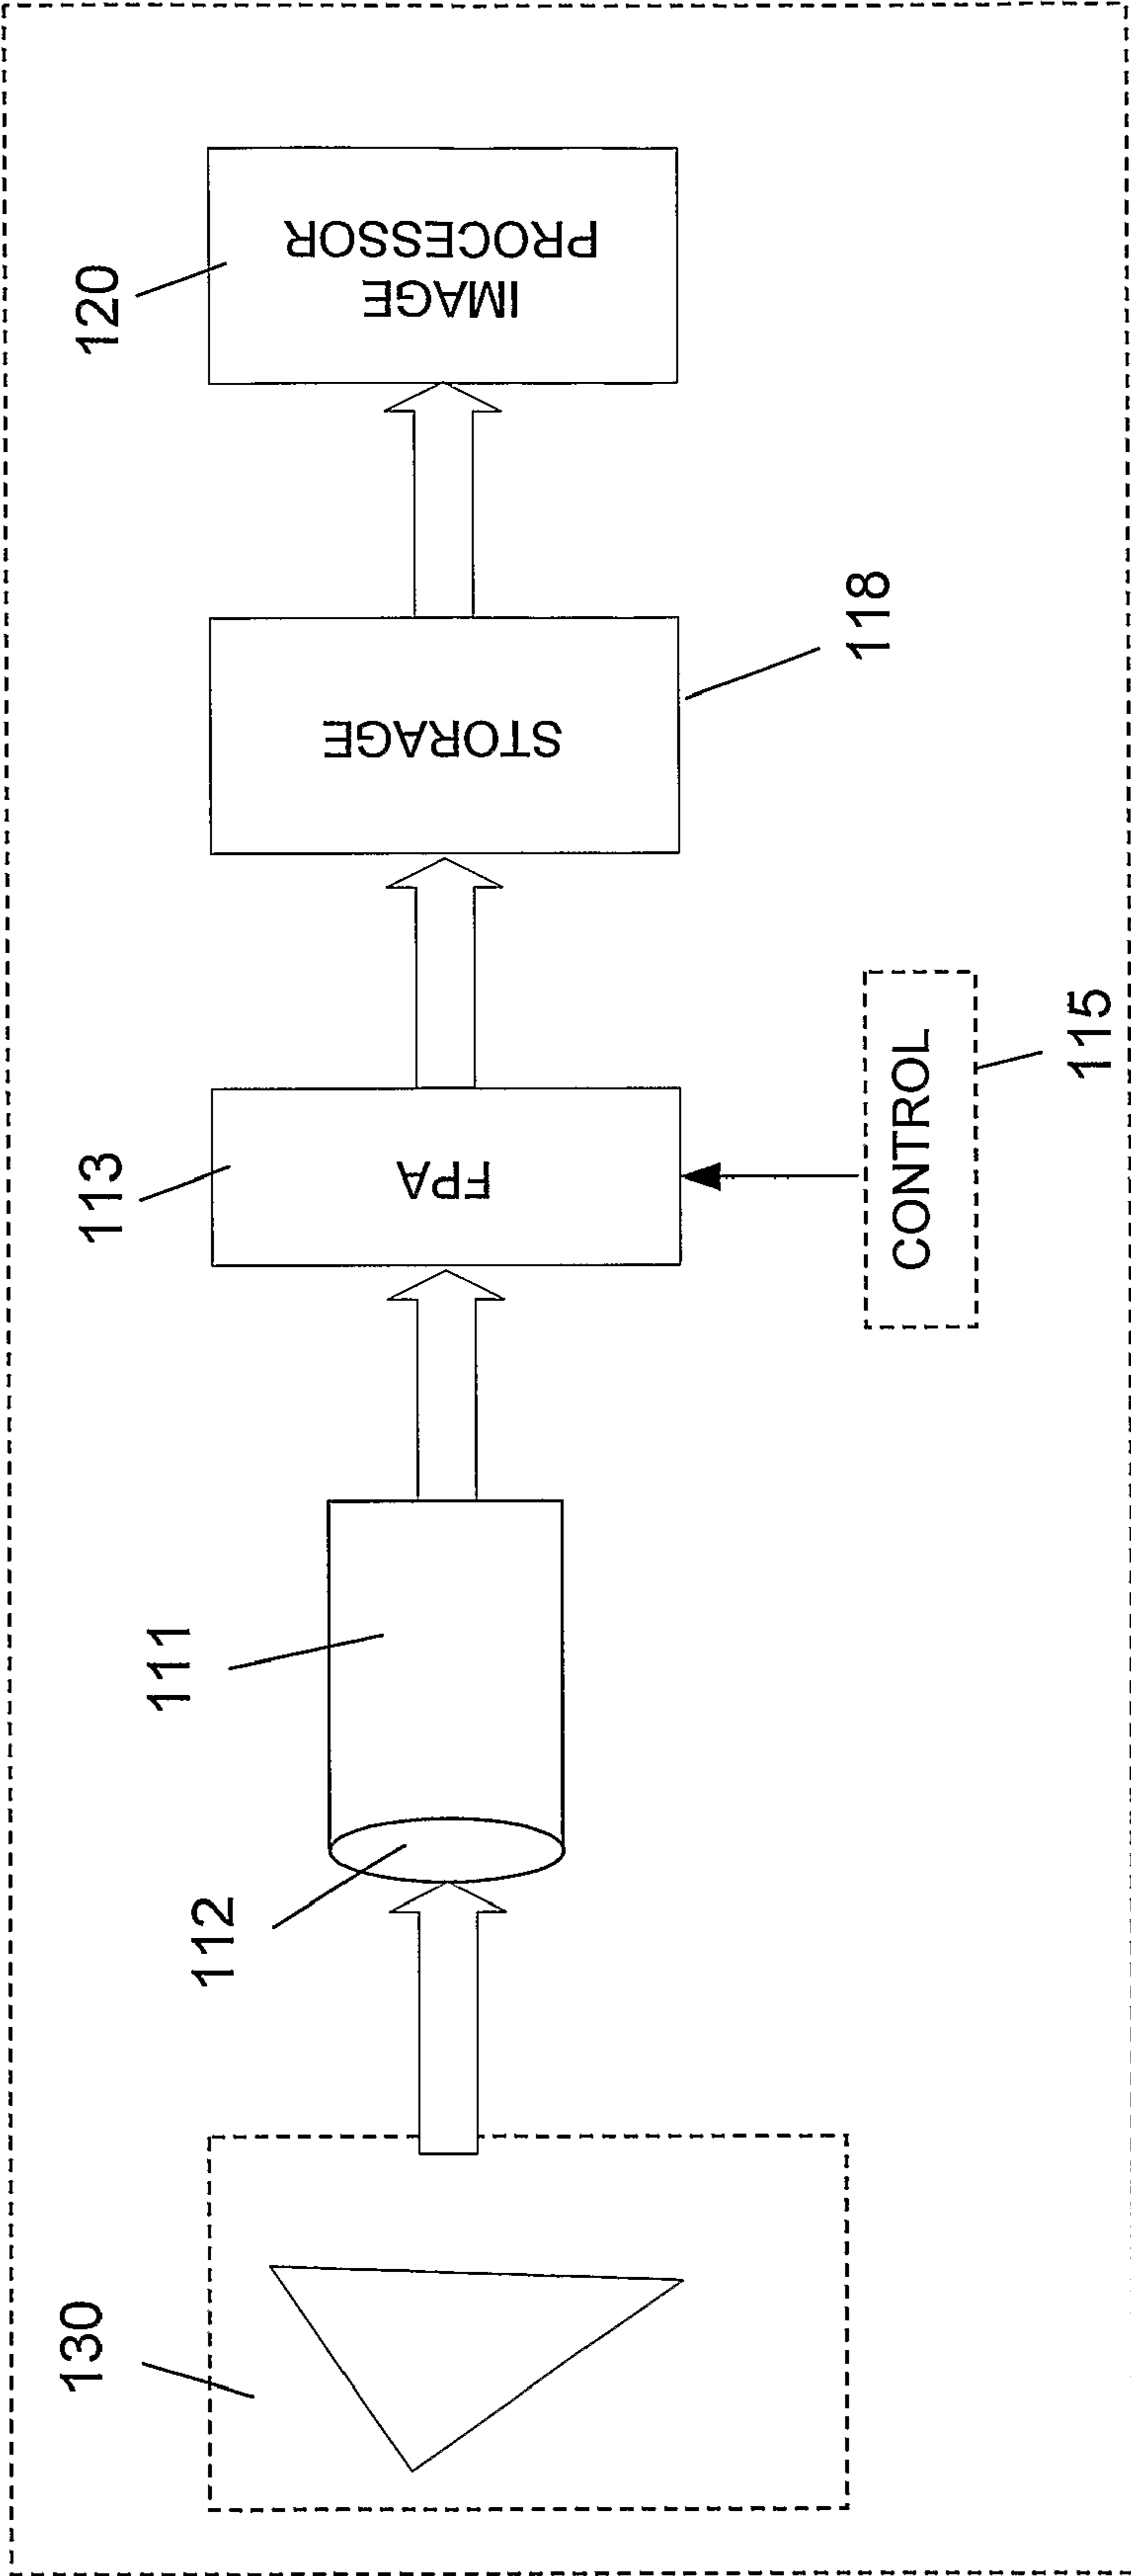 130
112
111
113
FPA
CONTROL
115
STORAGE
118
120
IMAGE
PROCESSOR